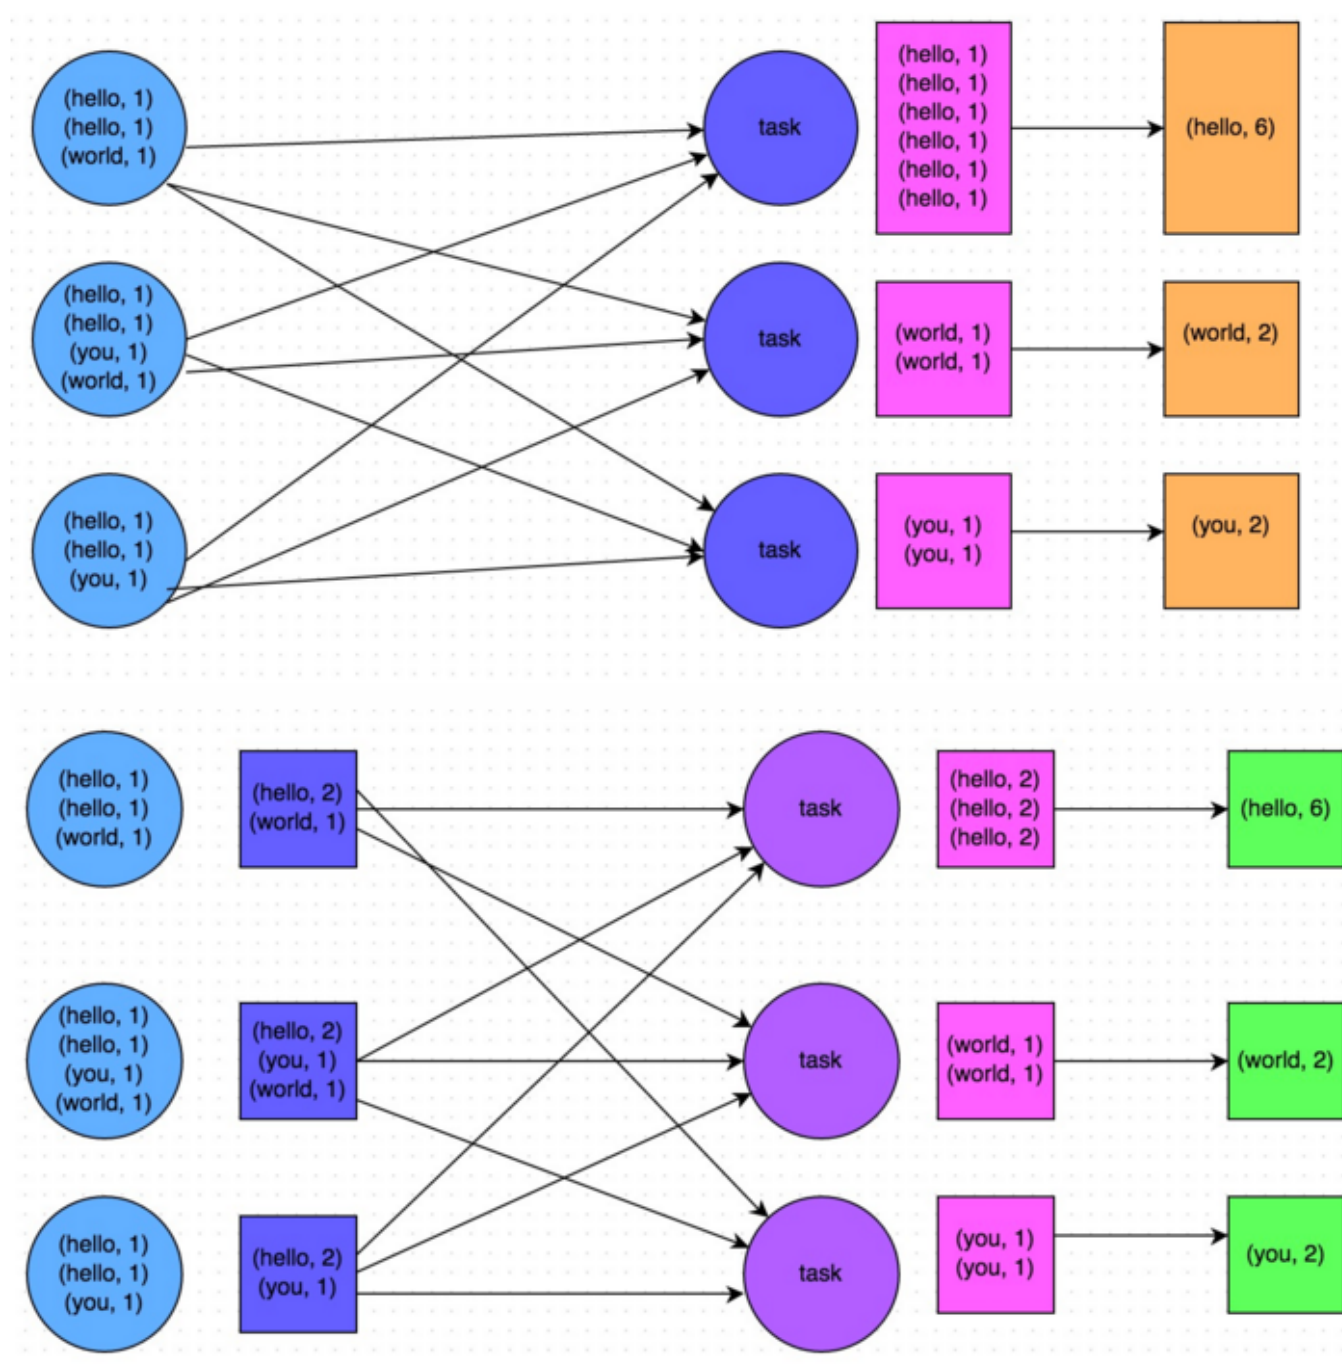 (hello, 1)
(hello, 1)
(world, 1)
task
(hello, 1)
(hello, 1)
(hello, 1)
(hello, 1)
(hello, 1)
(hello, 1)
(hello, 6)
(hello, 1)
(hello, 1)
(you, 1)
(world, 1)
task
(world, 1)
(world, 1)
(world, 2)
(hello, 1)
(hello, 1)
(you, 1)
task
(you, 1)
(you, 1)
(you, 2)
(hello, 1)
(hello, 1)
(world, 1)
(hello, 2)
(world, 1)
task
(hello, 2)
(hello, 2)
(hello, 2)
(hello, 6)
(hello, 1)
(hello, 1)
(you, 1)
(world, 1)
(hello, 2)
(you, 1)
(world, 1)
task
(world, 1)
(world, 1)
(world, 2)
(hello, 1)
(hello, 1)
(you, 1)
(hello, 2)
(you, 1)
task
(you, 1)
(you, 1)
(you, 2)